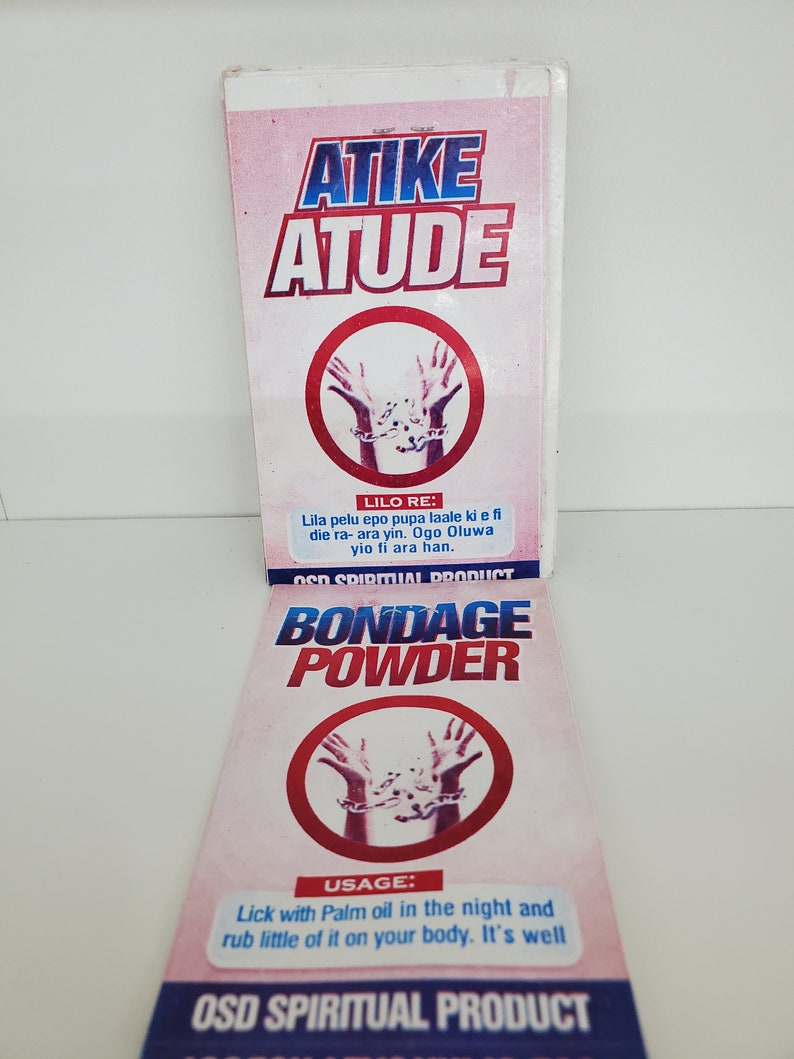 ATIKE
ATUDE
LILO RE:
Lila pelu epo pupa laale ki e fi
die ra- ara yin. Ogo Oluwa
yio fi ara han.
OSD SPIRITUAL PRODUCT
BONDAGE
POWDER
USAGE:
Lick with Palm oil in the night and
rub little of it on your body. It's well
OSD SPIRITUAL PRODUCT